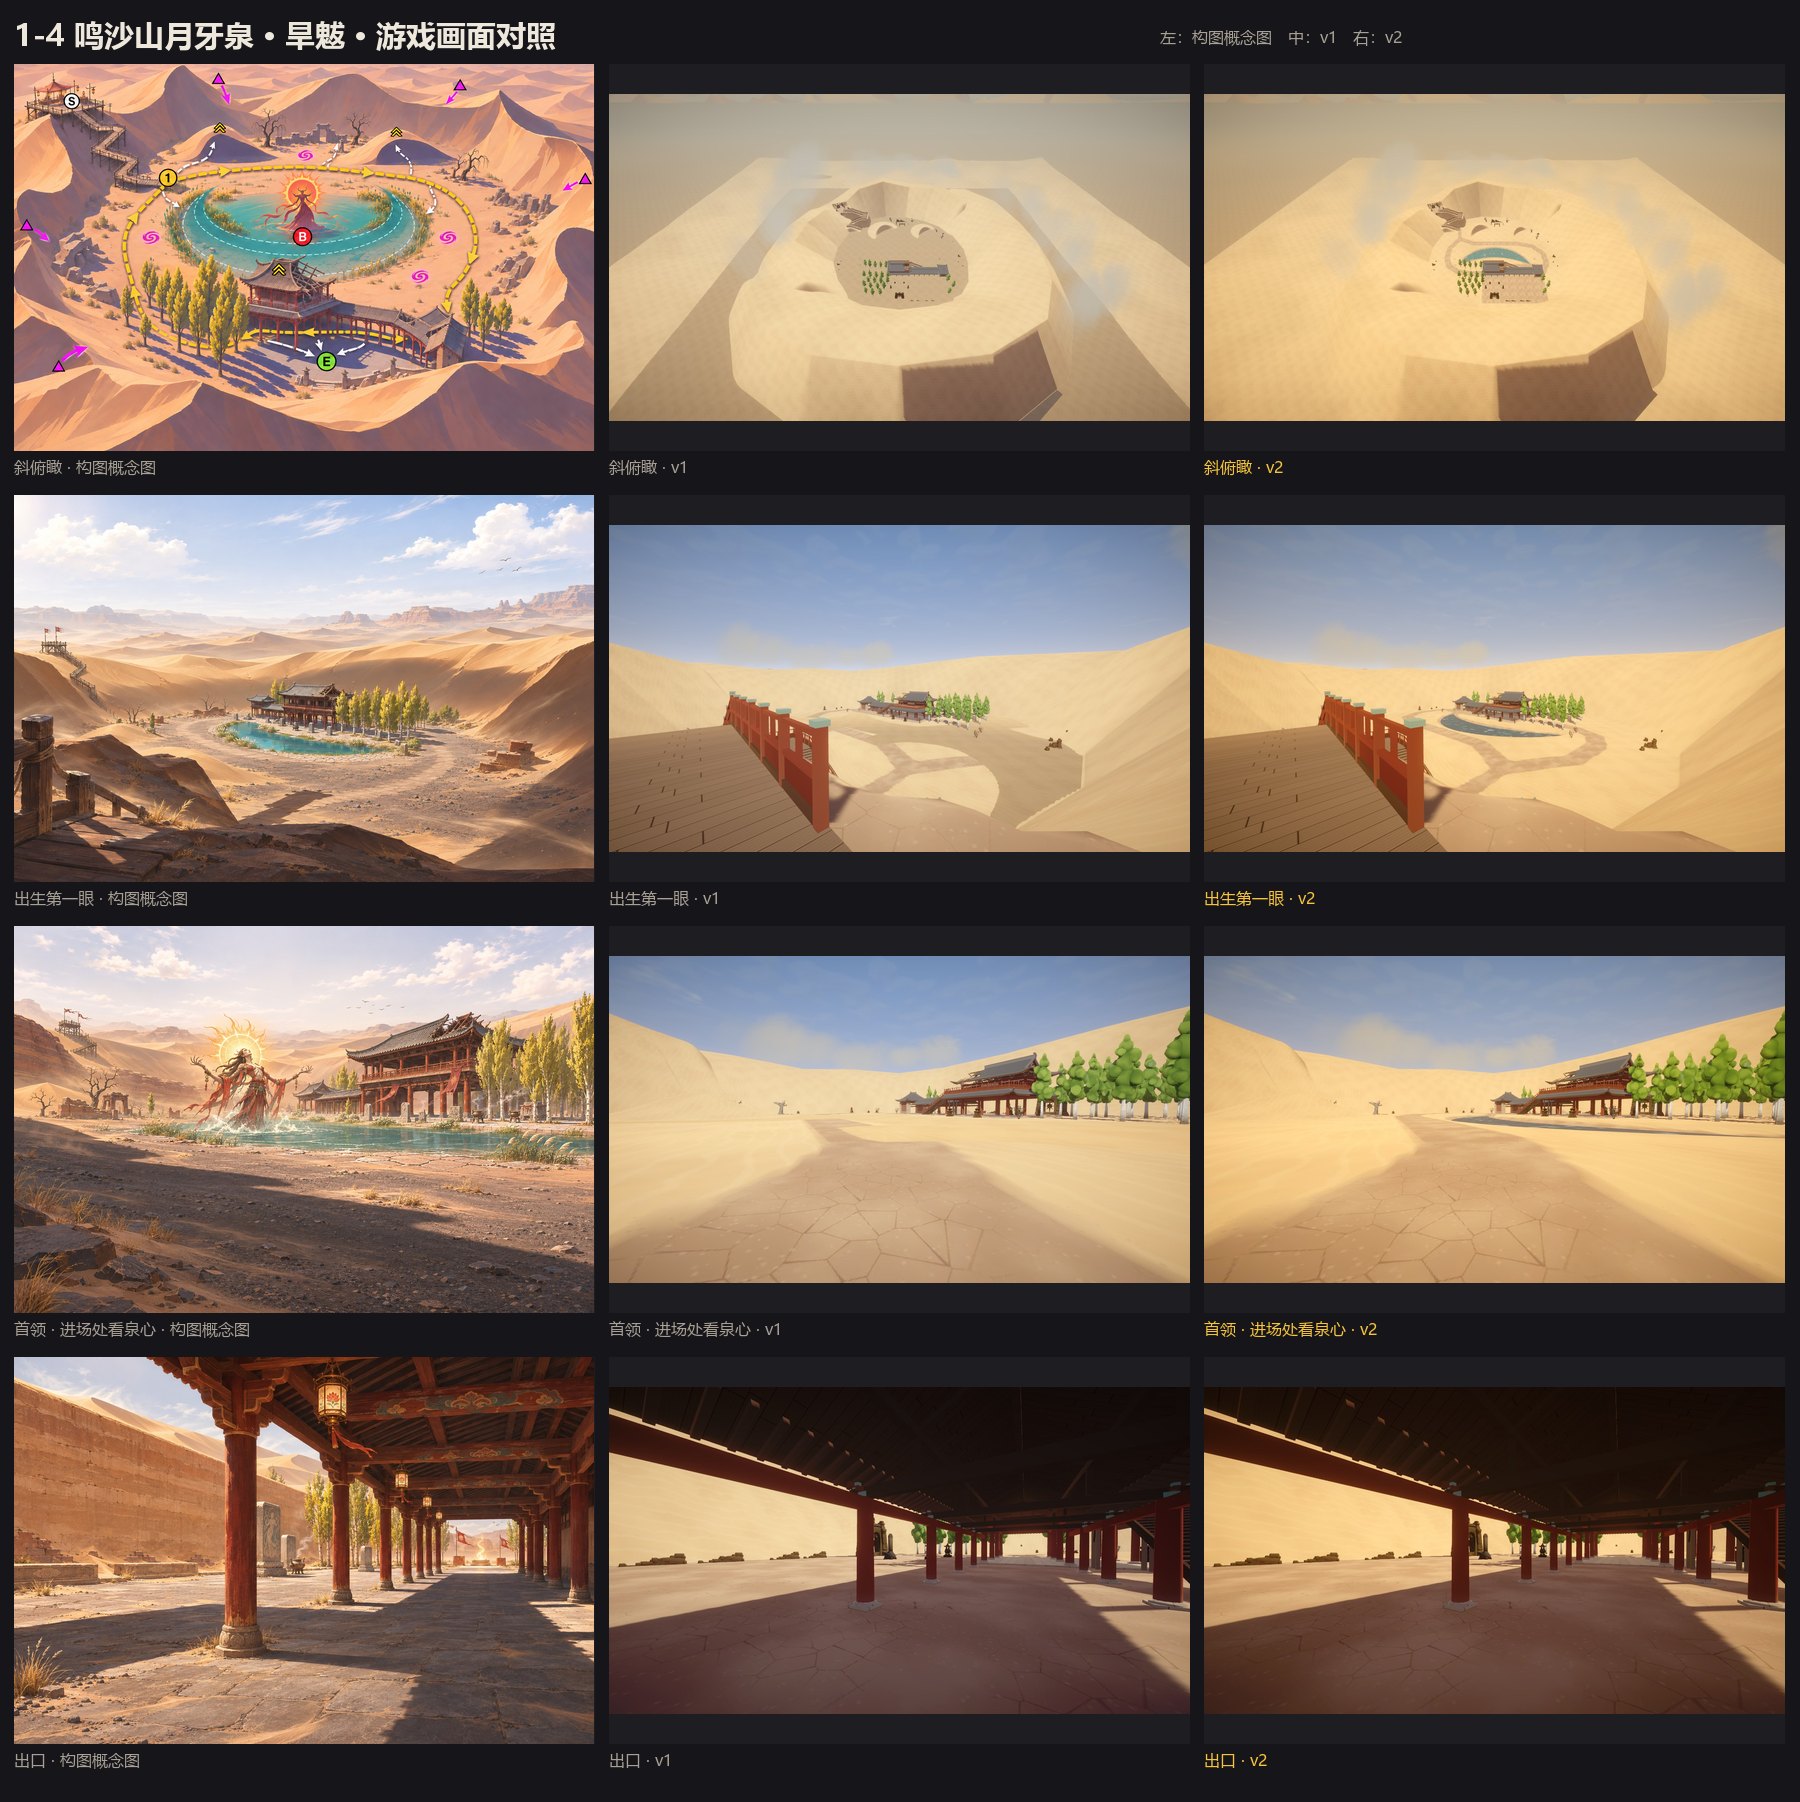 1-4 鸣沙山月牙泉 • 旱魃 • 游戏画面对照
左：构图概念图 中：v1 右：v2
S
1
B
E
斜俯瞰 · 构图概念图
斜俯瞰 · v1
斜俯瞰 · v2
出生第一眼 · 构图概念图
出生第一眼 · v1
出生第一眼 · v2
首领 · 进场处看泉心 · 构图概念图
首领 · 进场处看泉心 · v1
首领 · 进场处看泉心 · v2
出口 · 构图概念图
出口 · v1
出口 · v2